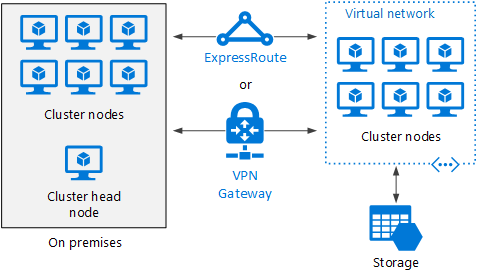 Cluster nodes
Cluster head
node
On premises
ExpressRoute
or
VPN
Gateway
Virtual network
Cluster nodes
Storage